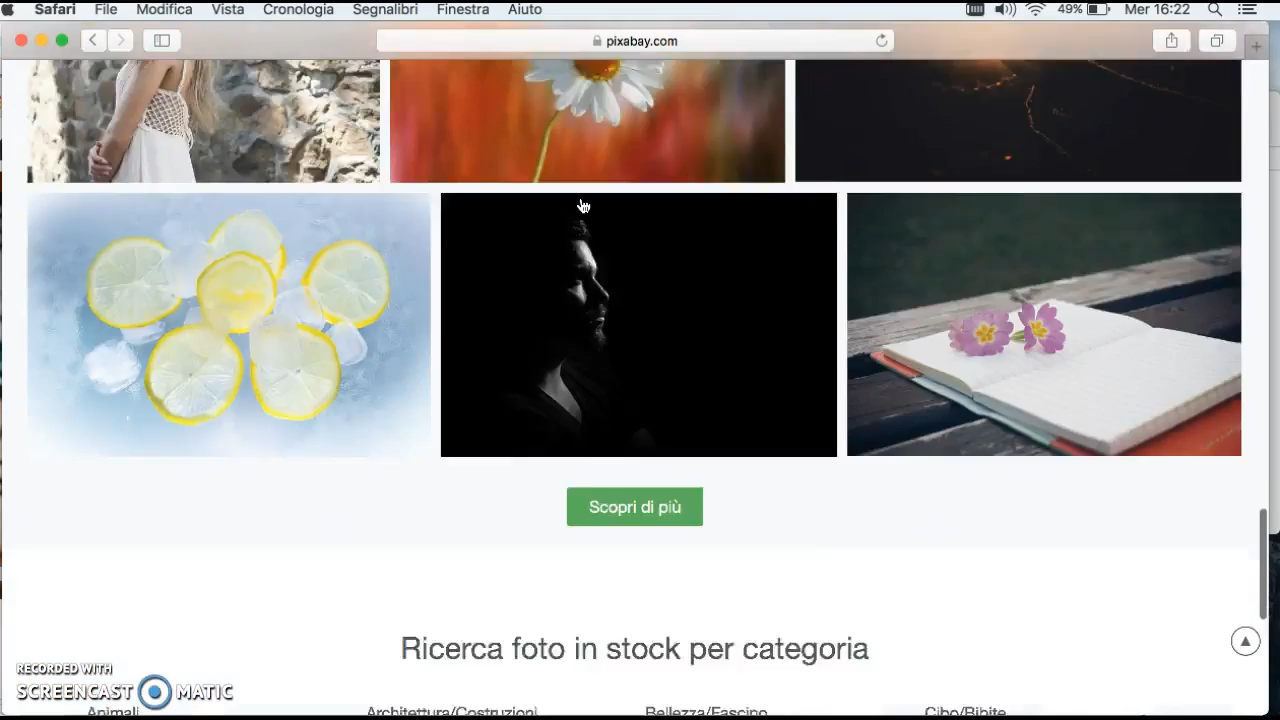 Safari File Modifica Vista Cronologia Segnalibri Finestra Aiuto 49% Mer 16:22
pixabay.com
Scopri di più
Ricerca foto in stock per categoria
RECORDED WITH
SCREENCAST MATIC
Animali Architettura/Costruzioni Bellezza/Fascino Cibo/Bibite